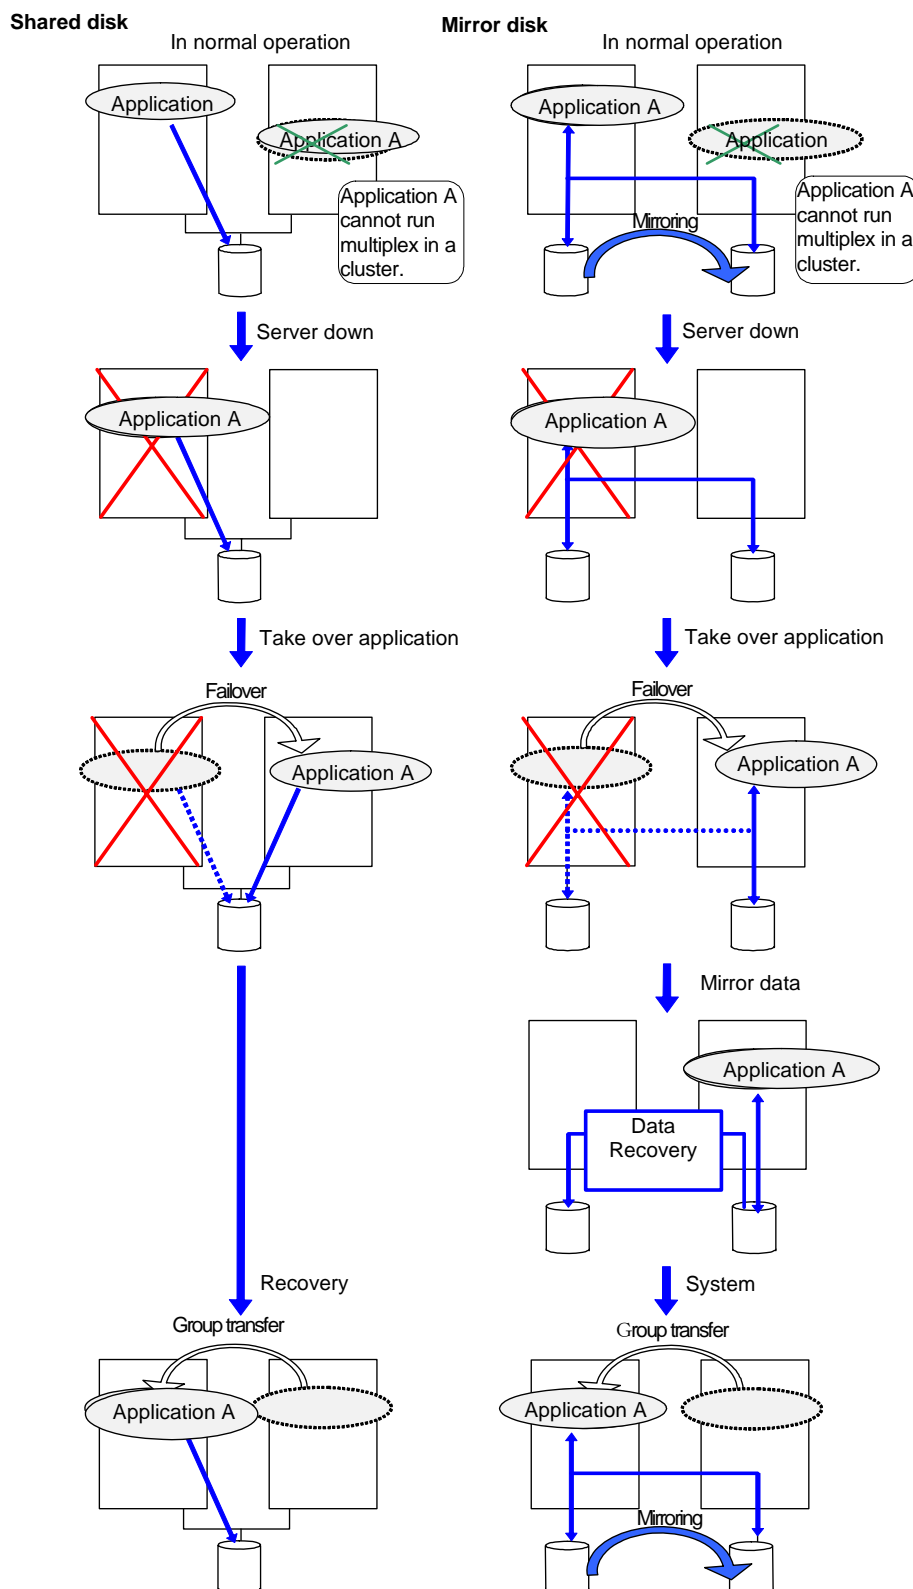 Shared disk
In normal operation
Application
Application A
Application A
cannot run
multiplex in a
cluster.
Server down
Application A
Take over application
Failover
Application A
Recovery
Group transfer
Application A
Mirror disk
In normal operation
Application A
Application
Application A
cannot run
multiplex in a
cluster.
Mirroring
Server down
Application A
Take over application
Failover
Application A
Mirror data
Application A
Data
Recovery
System
Group transfer
Application A
Mirroring